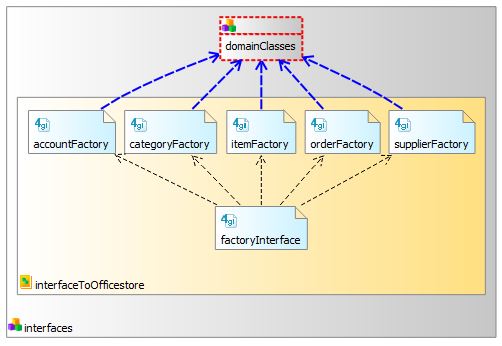 domainClasses
4gl 4gl 4gl 4gl 4gl
accountFactory categoryFactory itemFactory orderFactory supplierFactory
4gl
factoryInterface
interfaceToOfficestore
interfaces